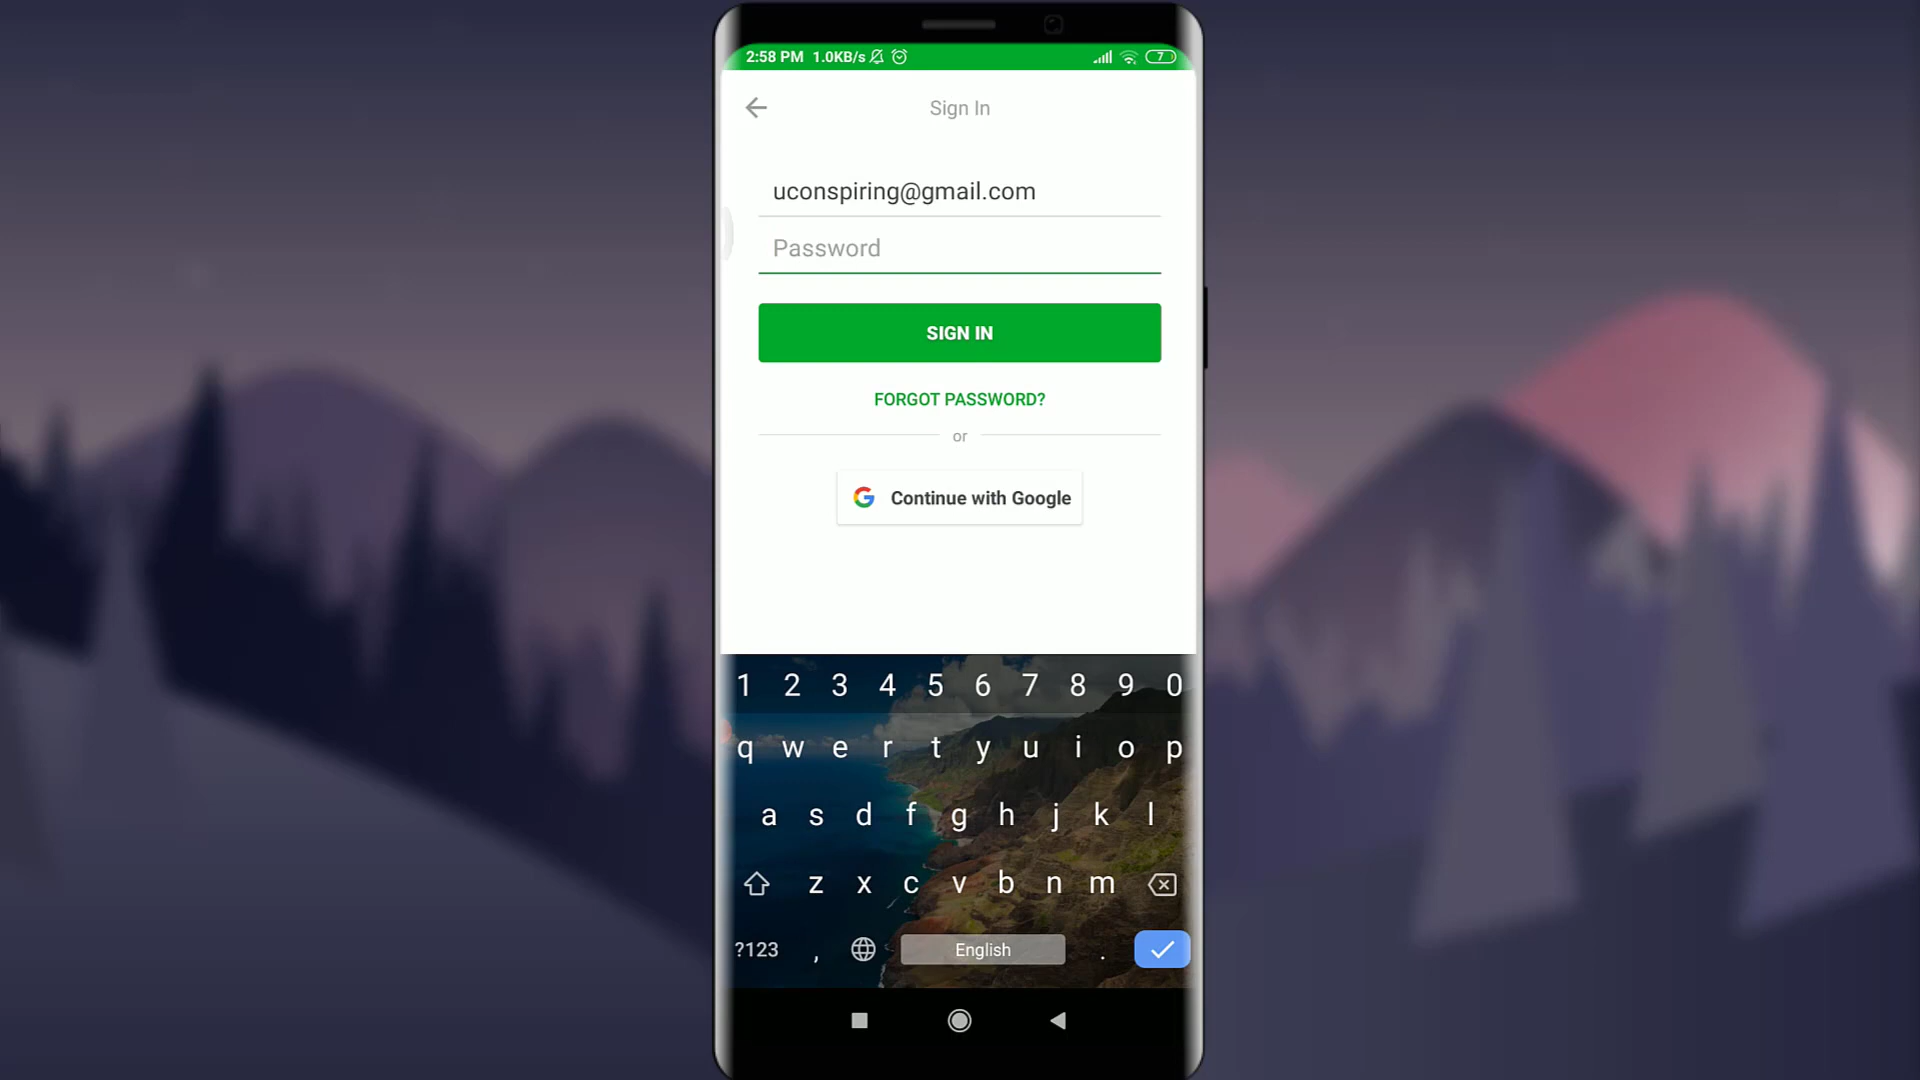 2:58 PM 1.0KB/s 7
Sign In
uconspiring@gmail.com
Password
SIGN IN
FORGOT PASSWORD?
or
Continue with Google
1 2 3 4 5 6 7 8 9 0
q w e r t y u i o p
a s d f g h j k l
z x c v b n m
?123 , English .